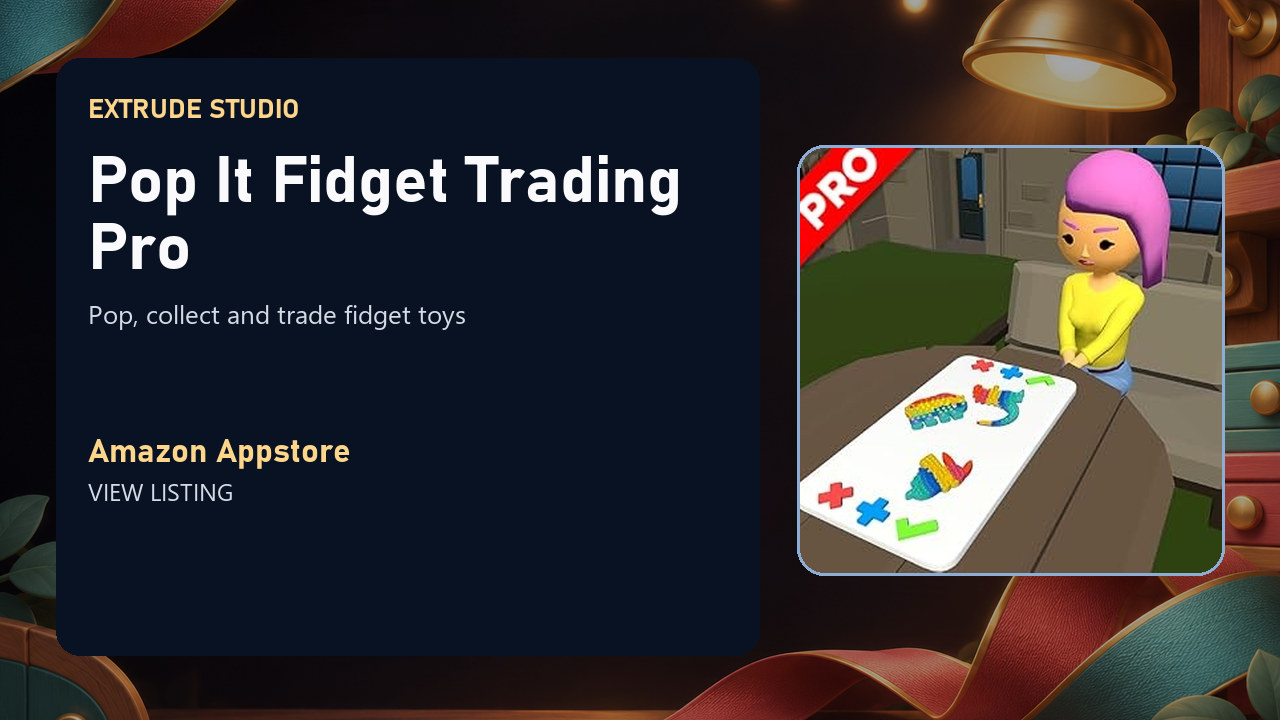 EXTRUDE STUDIO
Pop It Fidget Trading
Pro
Pop, collect and trade fidget toys
Amazon Appstore
VIEW LISTING
PRO